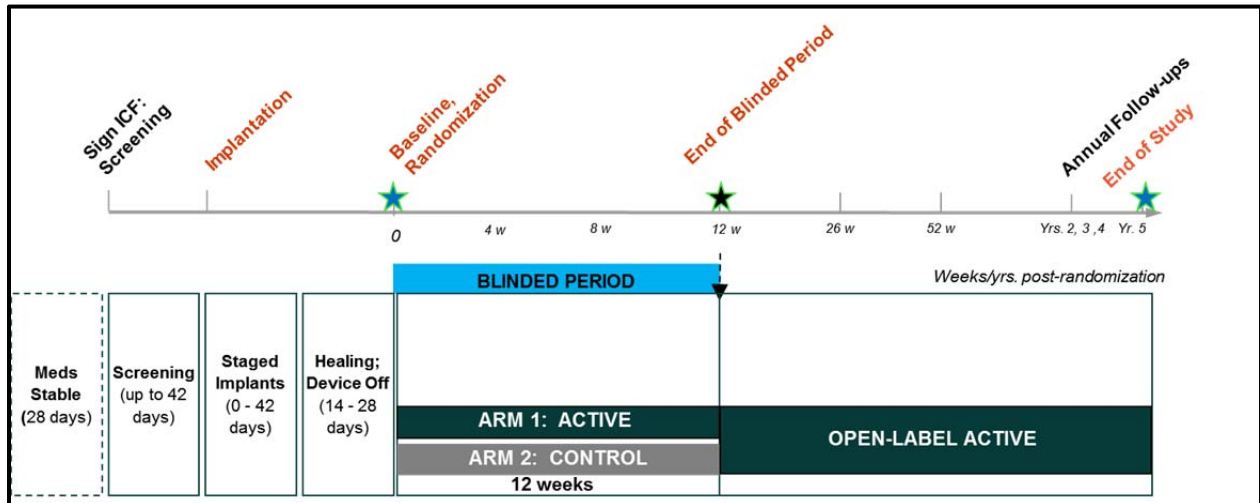 Sign ICF:
Screening
Implantation
Baseline,
Randomization
End of Blinded Period
Annual Follow-ups
End of Study
0
4 w
8 w
12 w
26 w
52 w
Yrs. 2, 3 ,4
Yr. 5
BLINDED PERIOD
Weeks/yrs. post-randomization
Meds
Stable
(28 days)
Screening
(up to 42
days)
Staged
Implants
(0 - 42
days)
Healing;
Device Off
(14 - 28
days)
ARM 1: ACTIVE
ARM 2: CONTROL
12 weeks
OPEN-LABEL ACTIVE